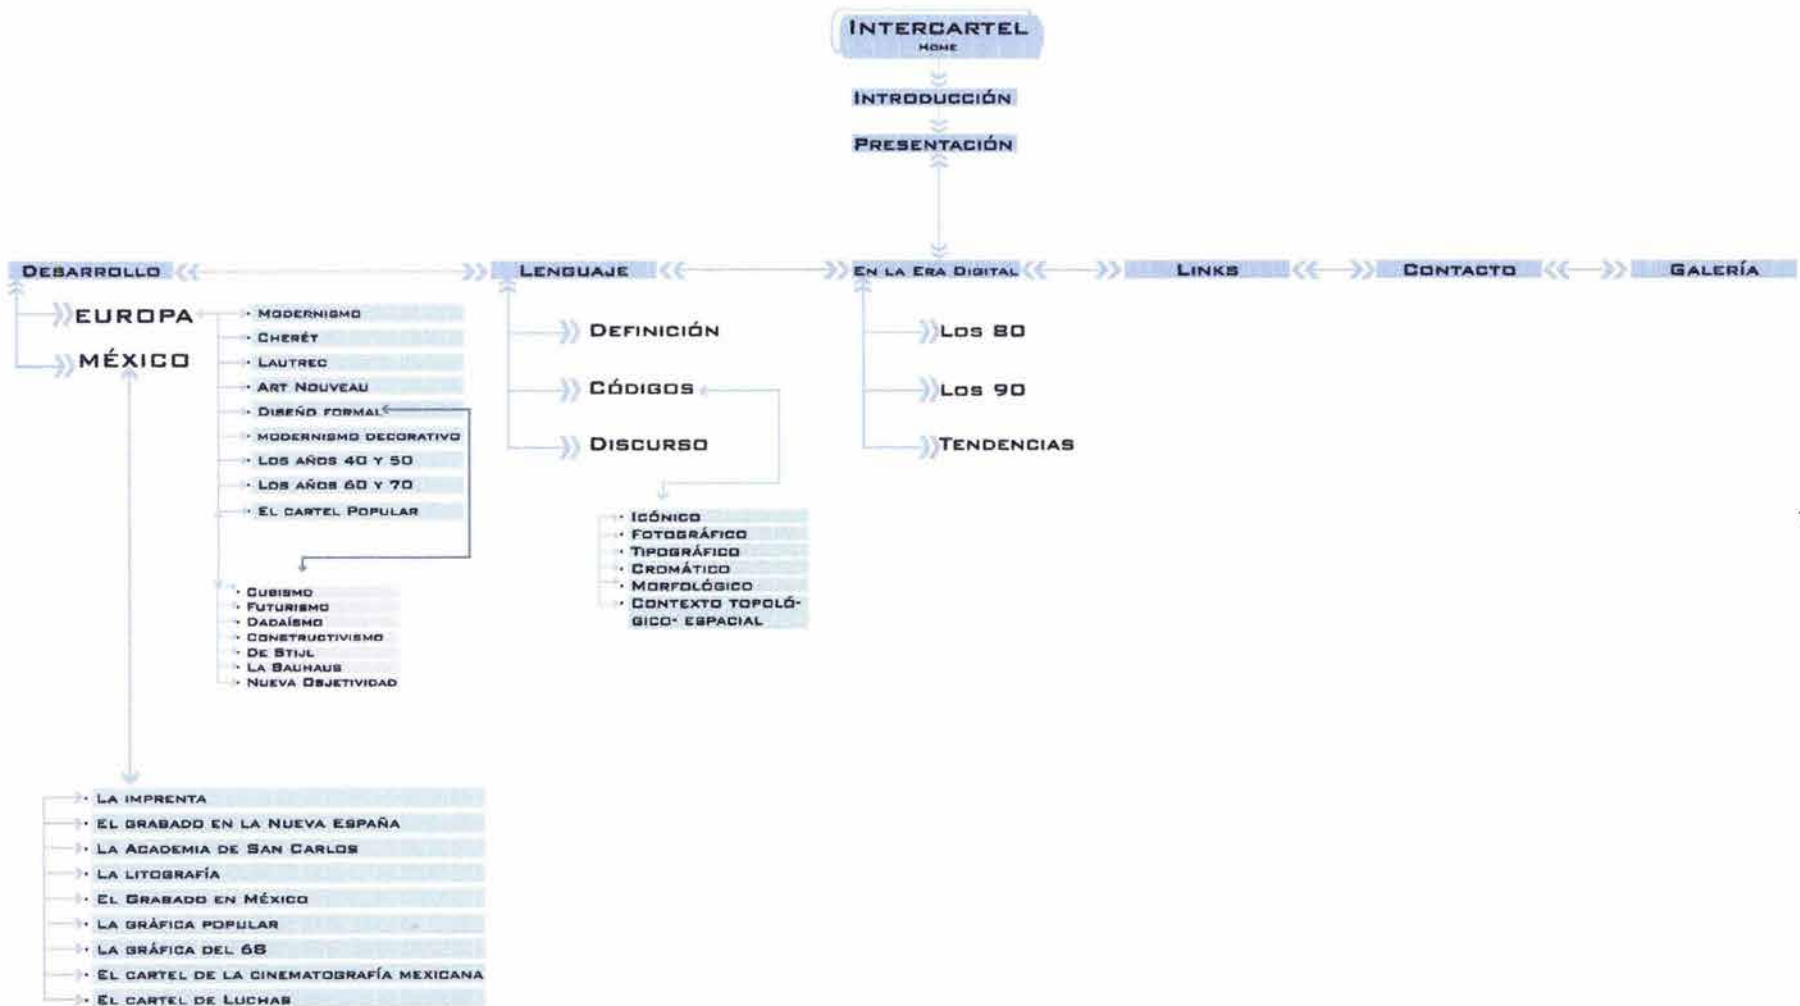 INTERCARTEL
HOME
INTRODUCCIÓN
PRESENTACIÓN
DESARROLLO
LENGUAJE
EN LA ERA DIGITAL
LINKS
CONTACTO
GALERÍA
EUROPA
MÉXICO
· MODERNISMO
· CHERÉT
· LAUTREC
· ART NOUVEAU
· DISEÑO FORMAL
· MODERNISMO DECORATIVO
· LOS AÑOS 40 Y 50
· LOS AÑOS 60 Y 70
· EL CARTEL POPULAR
· CUBISMO
· FUTURISMO
· DADAÍSMO
· CONSTRUCTIVISMO
· DE STIJL
· LA BAUHAUS
· NUEVA OBJETIVIDAD
DEFINICIÓN
CÓDIGOS
DISCURSO
· ICÓNICO
· FOTOGRÁFICO
· TIPOGRÁFICO
· CROMÁTICO
· MORFOLÓGICO
· CONTEXTO TOPOLÓ-
GICO- ESPACIAL
LOS 80
LOS 90
TENDENCIAS
· LA IMPRENTA
· EL GRABADO EN LA NUEVA ESPAÑA
· LA ACADEMIA DE SAN CARLOS
· LA LITOGRAFÍA
· EL GRABADO EN MÉXICO
· LA GRÁFICA POPULAR
· LA GRÁFICA DEL 68
· EL CARTEL DE LA CINEMATOGRAFÍA MEXICANA
· EL CARTEL DE LUCHAS